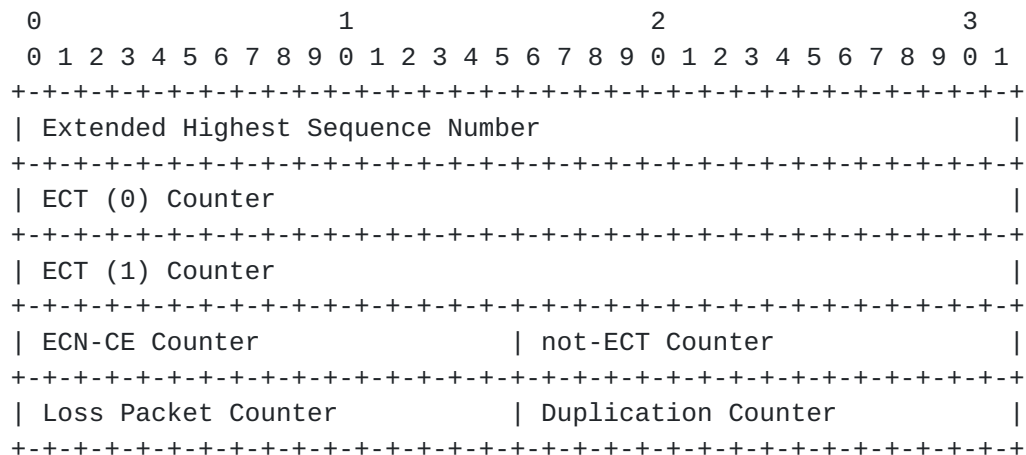 0                   1                   2                   3
 0 1 2 3 4 5 6 7 8 9 0 1 2 3 4 5 6 7 8 9 0 1 2 3 4 5 6 7 8 9 0 1
+-+-+-+-+-+-+-+-+-+-+-+-+-+-+-+-+-+-+-+-+-+-+-+-+-+-+-+-+-+-+-+-+
| Extended Highest Sequence Number                              |
+-+-+-+-+-+-+-+-+-+-+-+-+-+-+-+-+-+-+-+-+-+-+-+-+-+-+-+-+-+-+-+-+
| ECT (0) Counter                                               |
+-+-+-+-+-+-+-+-+-+-+-+-+-+-+-+-+-+-+-+-+-+-+-+-+-+-+-+-+-+-+-+-+
| ECT (1) Counter                                               |
+-+-+-+-+-+-+-+-+-+-+-+-+-+-+-+-+-+-+-+-+-+-+-+-+-+-+-+-+-+-+-+-+
| ECN-CE Counter                | not-ECT Counter               |
+-+-+-+-+-+-+-+-+-+-+-+-+-+-+-+-+-+-+-+-+-+-+-+-+-+-+-+-+-+-+-+-+
| Loss Packet Counter           | Duplication Counter           |
+-+-+-+-+-+-+-+-+-+-+-+-+-+-+-+-+-+-+-+-+-+-+-+-+-+-+-+-+-+-+-+-+